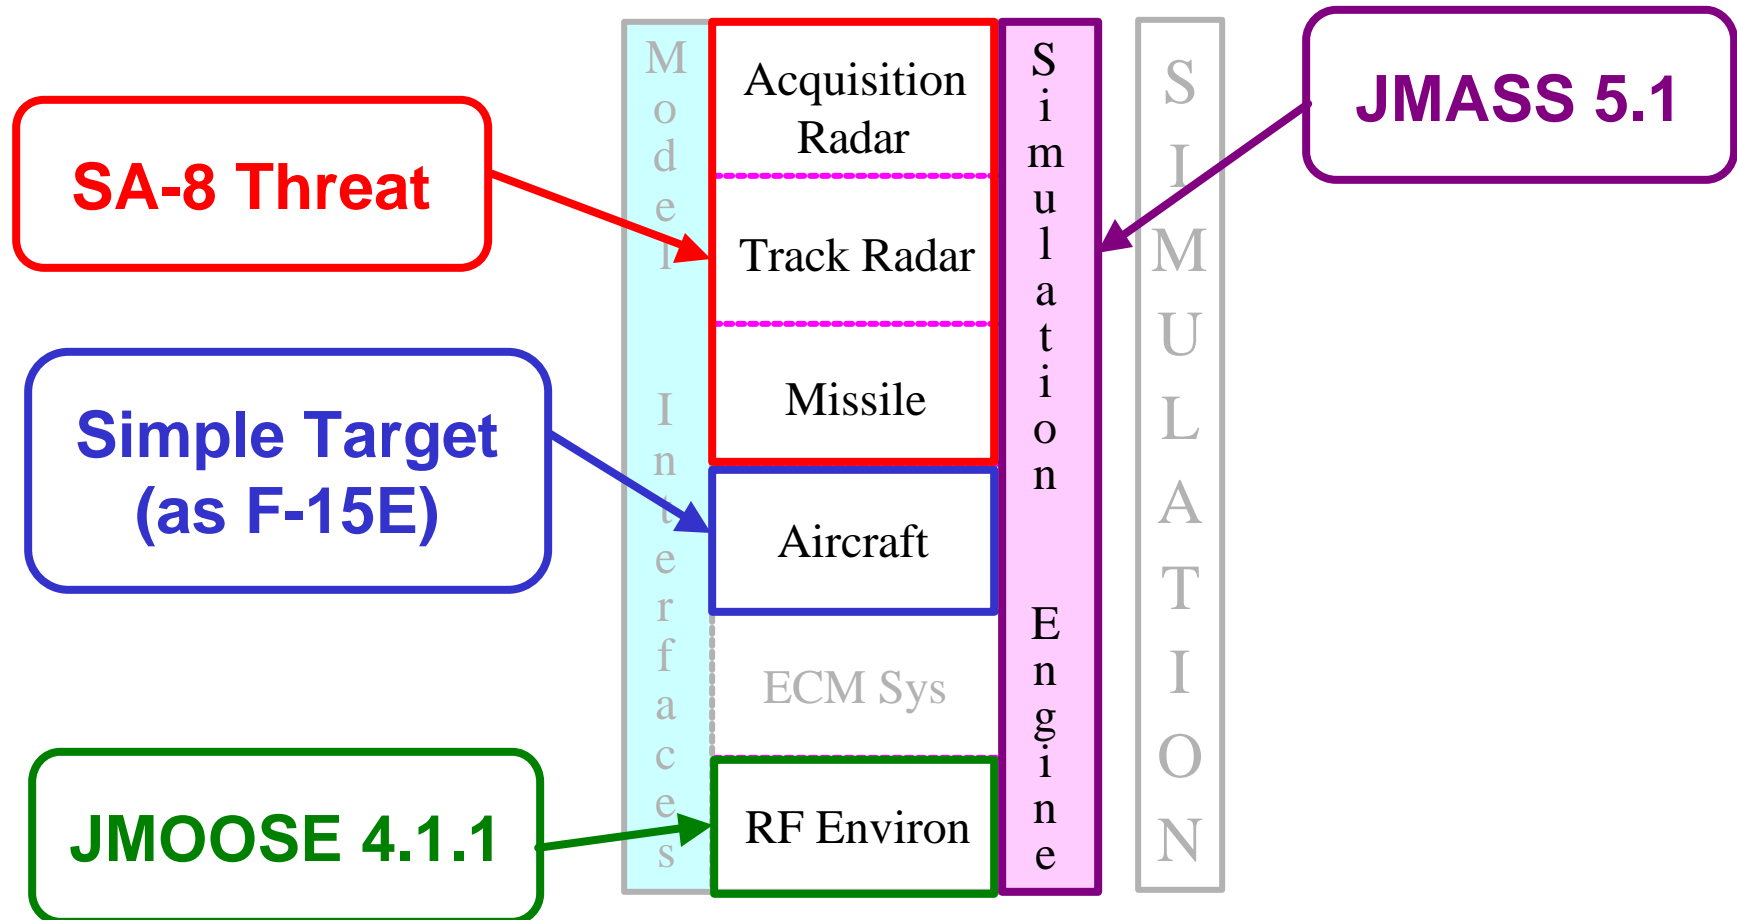 SA-8 Threat
Simple Target
(as F-15E)
JMOOSE 4.1.1
Model Interfaces
Acquisition
Radar
Track Radar
Missile
Aircraft
ECM Sys
RF Environ
Simulation Engine
SIMULATION
JMASS 5.1